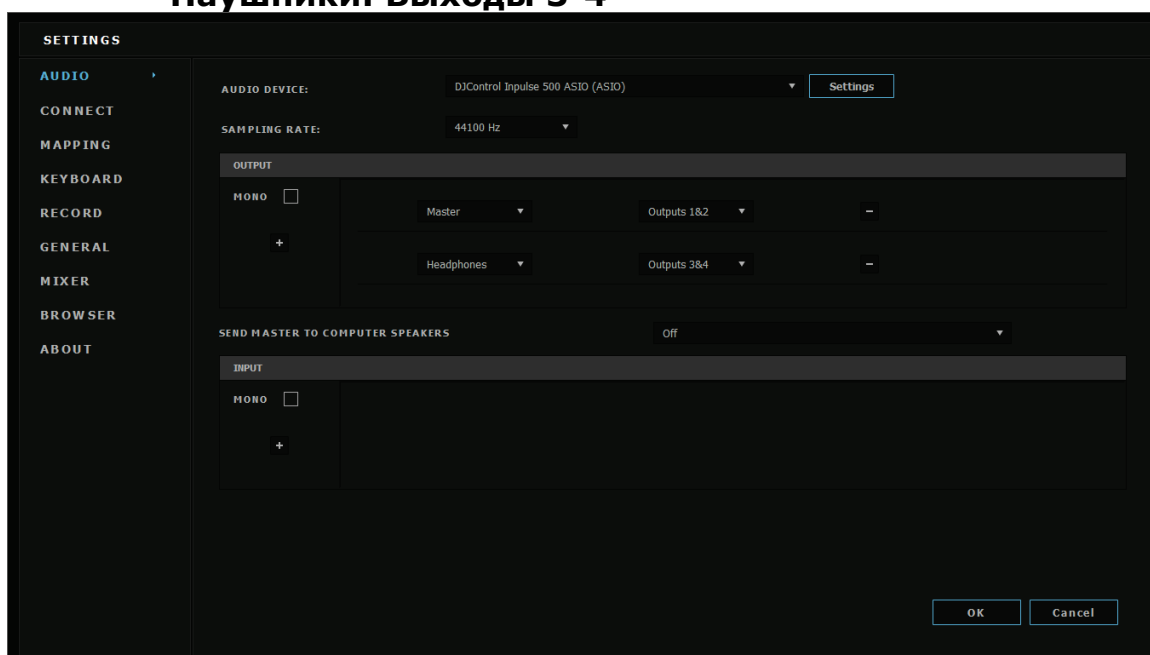 Наушники: Выходы 3-4
SETTINGS
AUDIO
CONNECT
MAPPING
KEYBOARD
RECORD
GENERAL
MIXER
BROWSER
ABOUT
AUDIO DEVICE: DJControl Inpulse 500 ASIO (ASIO) Settings
SAMPLING RATE: 44100 Hz
OUTPUT
MONO
Master Outputs 1&2 -
+
Headphones Outputs 3&4 -
SEND MASTER TO COMPUTER SPEAKERS Off
INPUT
MONO
+
OK Cancel